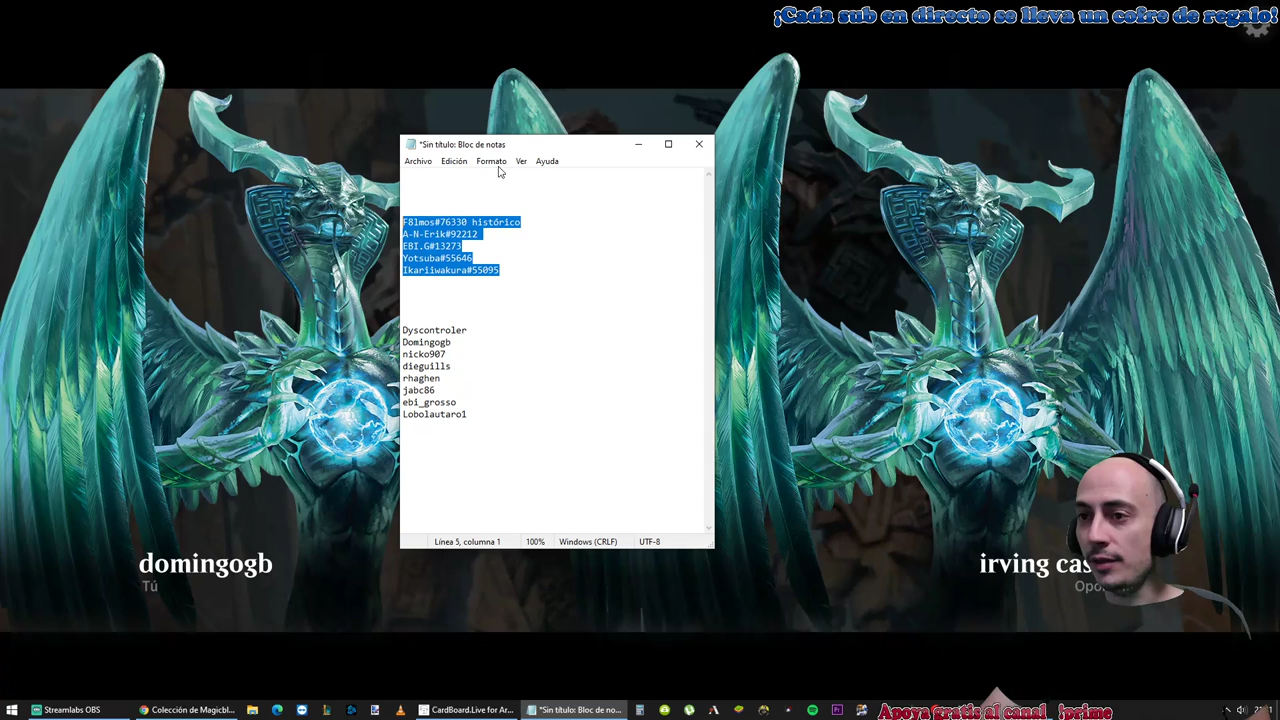 ¡Cada sub en directo se lleva un cofre de regalo!
*Sin título: Bloc de notas
Archivo Edición Formato Ver Ayuda
F8lmos#76330 histórico
A-N-Erik#92212
EBI.G#13273
Yotsuba#55646
Ikariiwakura#55095
Dyscontroler
Domingogb
nicko907
dieguills
rhaghen
jabc86
ebi_grosso
Lobolautaro1
Línea 5, columna 1 100% Windows (CRLF) UTF-8
domingogb
Tú
irving cas
Streamlabs OBS
Colección de Magicbl...
CardBoard.Live for Ar...
*Sin título: Bloc de no...
Apoya gratis al canal !prime